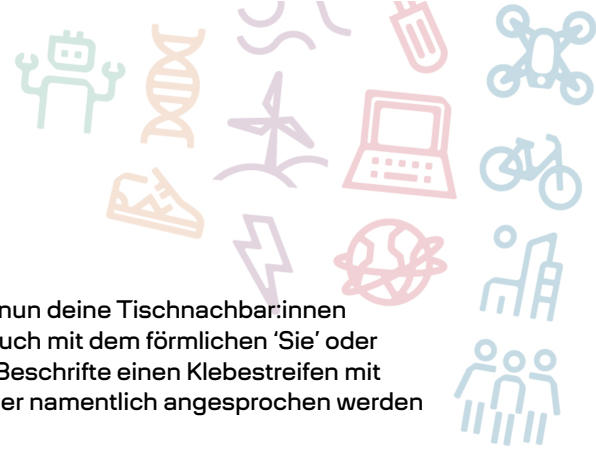 nun deine Tischnachbar:innen
uch mit dem förmlichen ‘Sie’ oder
Beschrifte einen Klebestreifen mit
er namentlich angesprochen werden